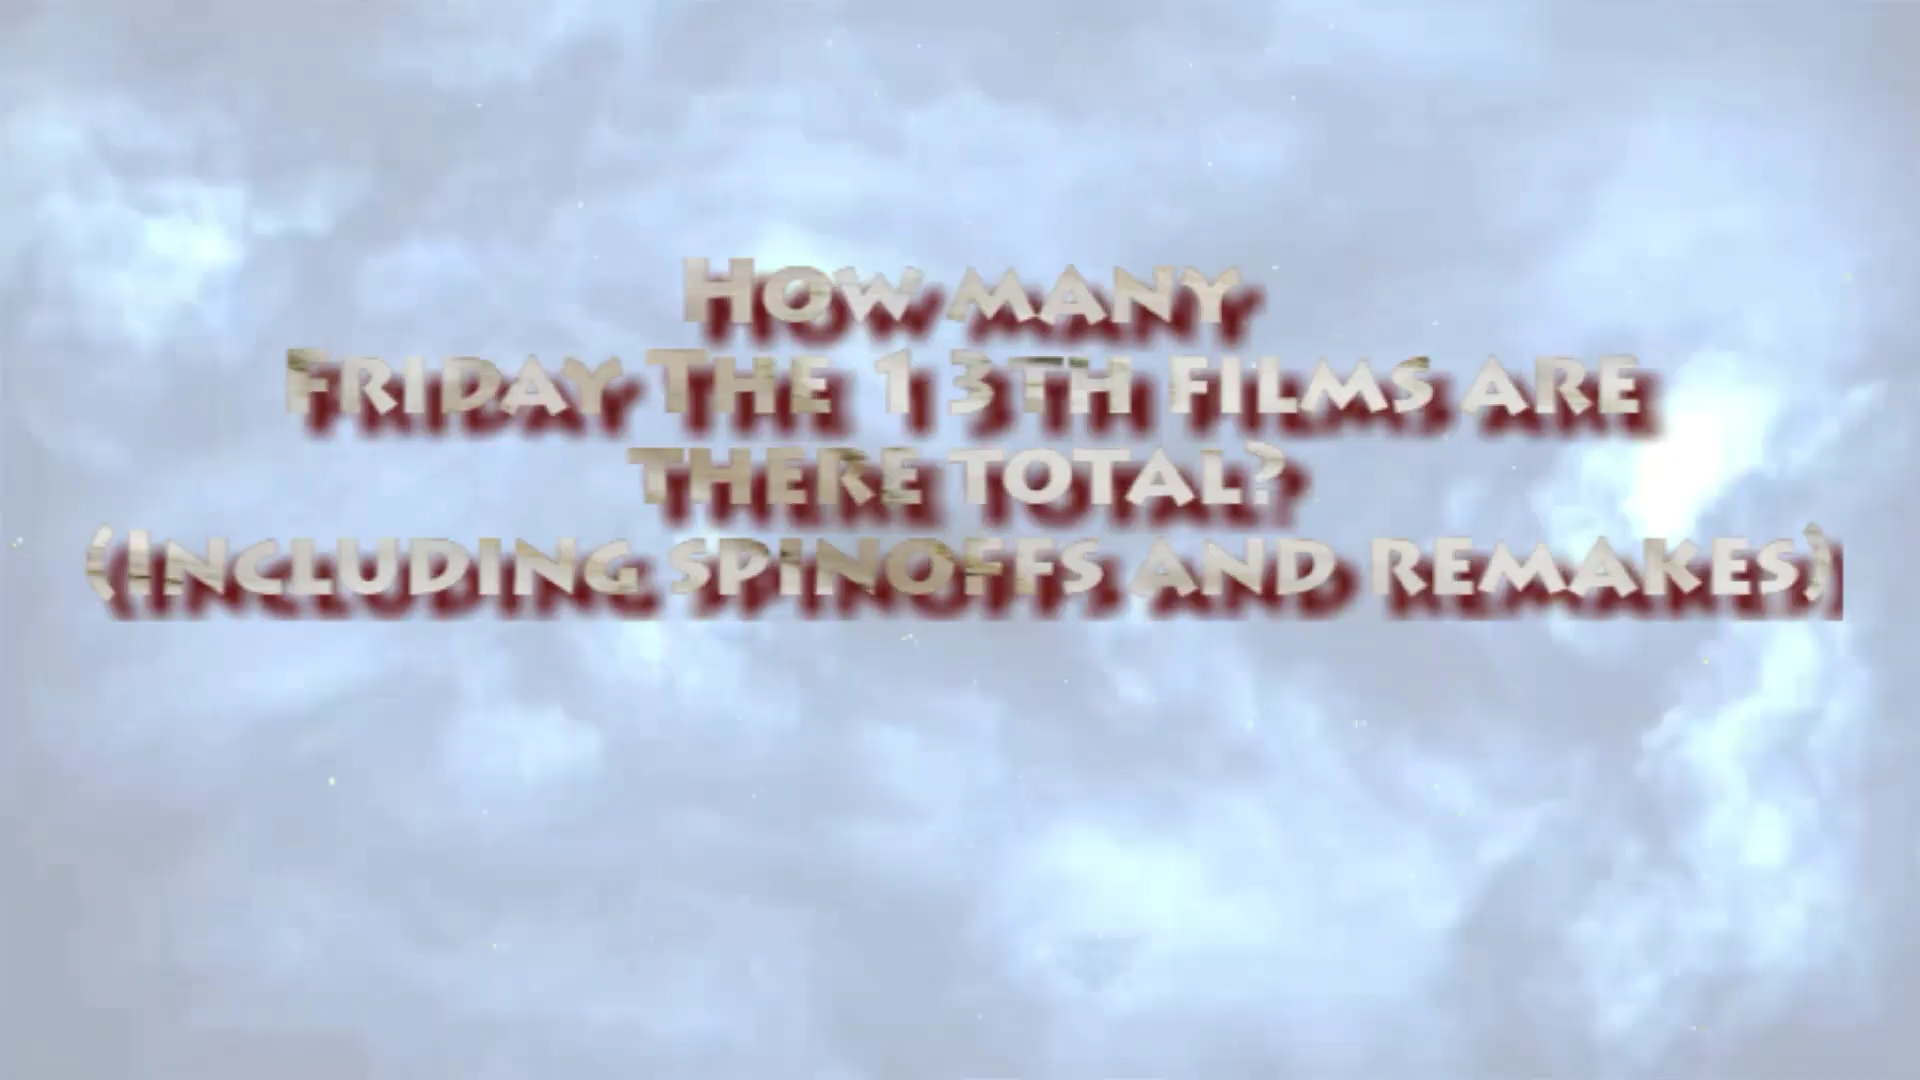 How many
Friday The 13th films are
there total?
(Including spinoffs and remakes)